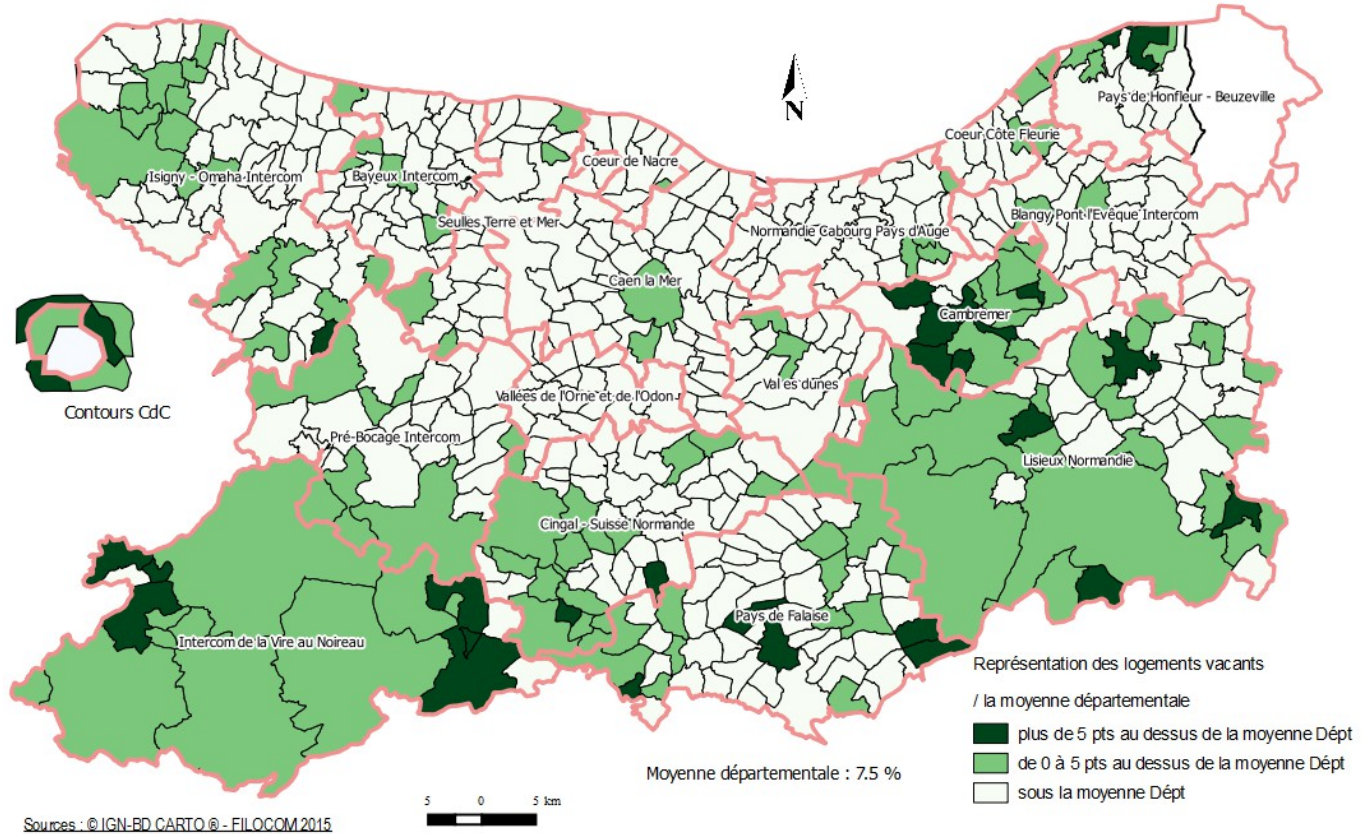 N
Pays de Honfleur - Beuzeville
Coeur Côte Fleurie
Coeur de Nacre
Isigny - Omaha Intercom
Bayeux Intercom
Seulles Terre et Mer
Normandie Cabourg Pays d'Auge
Blangy Pont l'Evêque Intercom
Caen la Mer
Cambremer
Contours CdC
Val es dunes
Vallées de l'Orne et de l'Odon
Pré-Bocage Intercom
Lisieux Normandie
Cingal - Suisse Normande
Pays de Falaise
Intercom de la Vire au Noireau
Représentation des logements vacants
/ la moyenne départementale
plus de 5 pts au dessus de la moyenne Dépt
de 0 à 5 pts au dessus de la moyenne Dépt
sous la moyenne Dépt
Moyenne départementale : 7.5 %
5 0 5 km
Sources : © IGN-BD CARTO ® - FILOCOM 2015